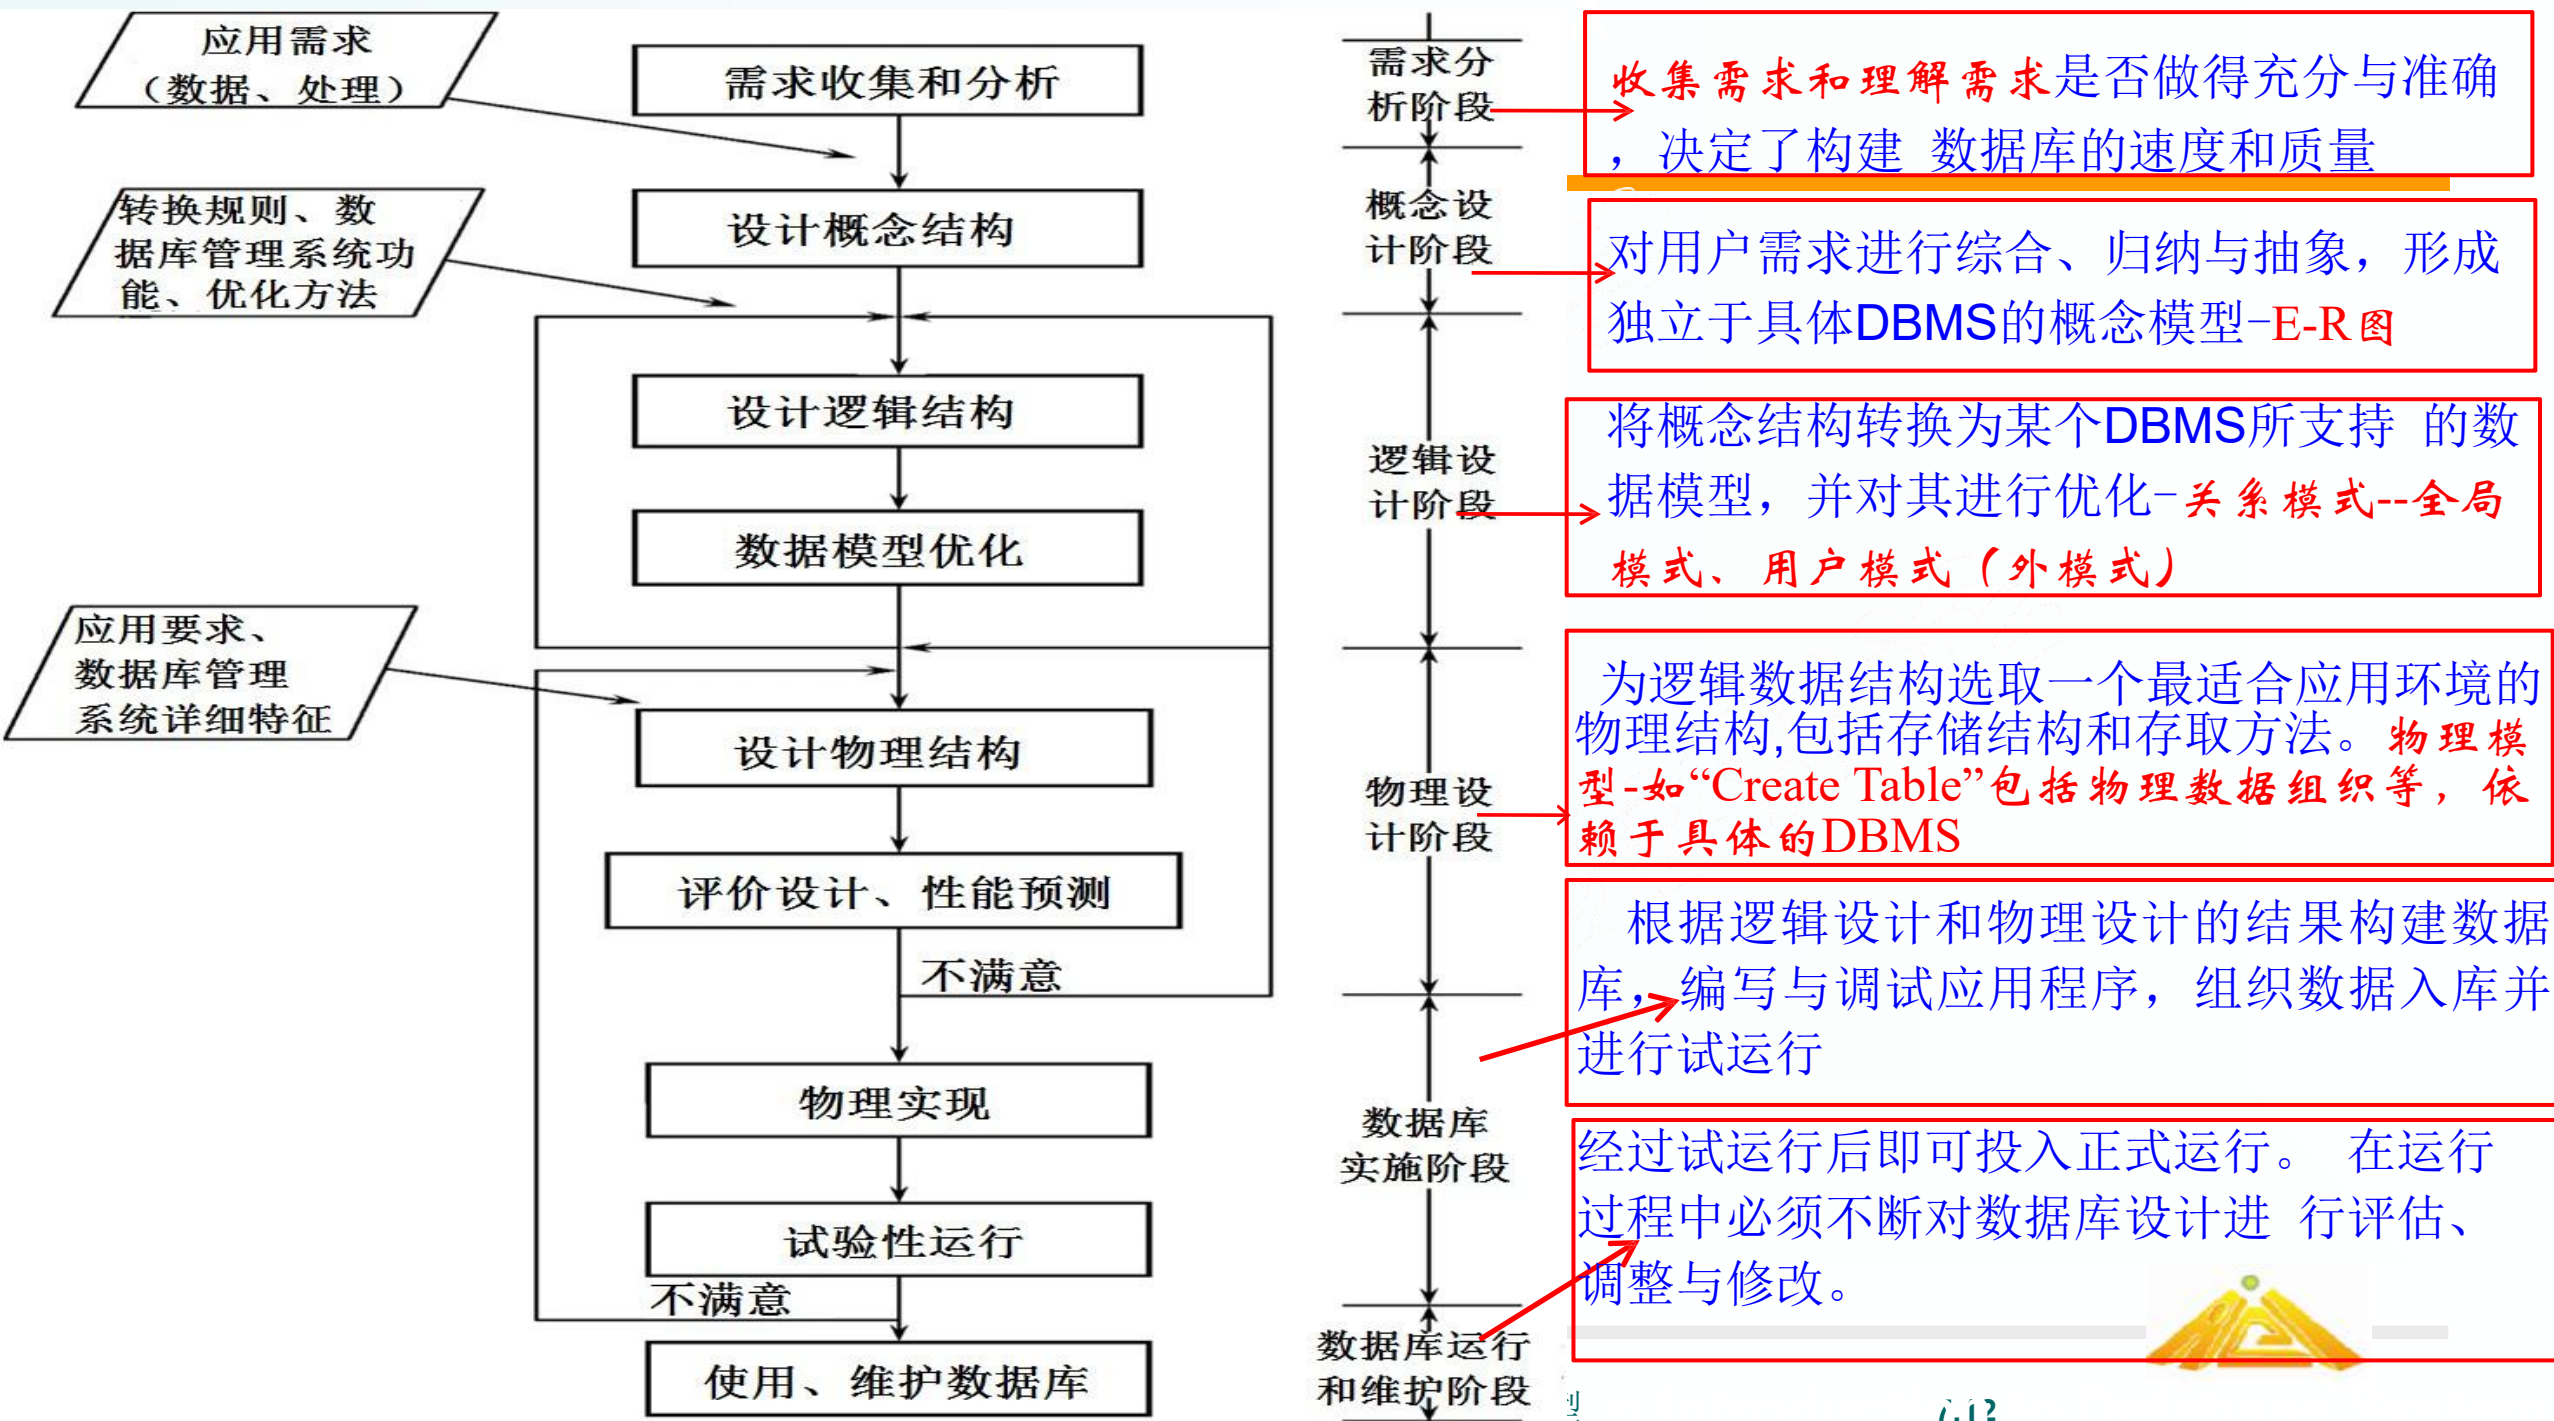 应用需求
（数据、处理）
需求收集和分析
转换规则、数
据库管理系统功
能、优化方法
设计概念结构
设计逻辑结构
数据模型优化
应用要求、
数据库管理
系统详细特征
设计物理结构
评价设计、性能预测
不满意
物理实现
试验性运行
不满意
使用、维护数据库
需求分
析阶段
概念设
计阶段
逻辑设
计阶段
物理设
计阶段
数据库
实施阶段
数据库运行
和维护阶段
收集需求和理解需求是否做得充分与准确
，决定了构建 数据库的速度和质量
对用户需求进行综合、归纳与抽象，形成
独立于具体DBMS的概念模型-E-R图
将概念结构转换为某个DBMS所支持 的数
据模型，并对其进行优化-关系模式--全局
模式、用户模式（外模式）
为逻辑数据结构选取一个最适合应用环境的
物理结构,包括存储结构和存取方法。物理模
型-如“Create Table”包括物理数据组织等，依
赖于具体的DBMS
根据逻辑设计和物理设计的结果构建数据
库，编写与调试应用程序，组织数据入库并
进行试运行
经过试运行后即可投入正式运行。 在运行
过程中必须不断对数据库设计进 行评估、
调整与修改。